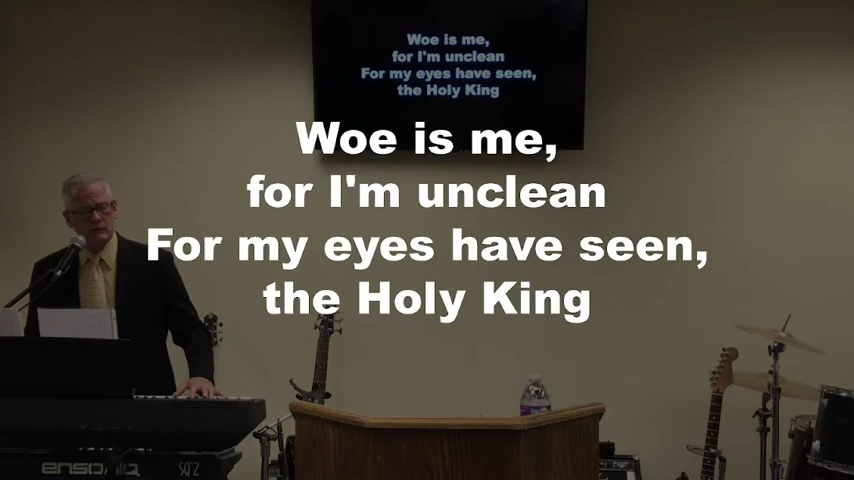 Woe is me,
for I'm unclean
For my eyes have seen,
the Holy King
Woe is me,
for I'm unclean
For my eyes have seen,
the Holy King
ensoniq SQ2